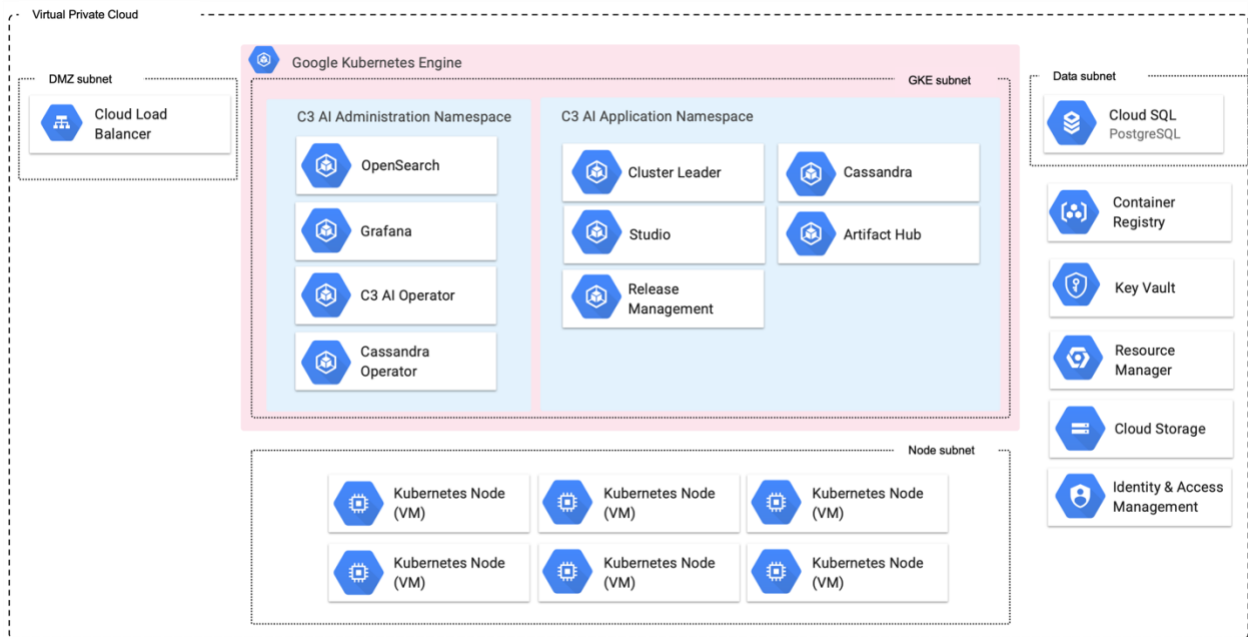 Virtual Private Cloud
DMZ subnet
Cloud Load
Balancer
Google Kubernetes Engine
GKE subnet
C3 AI Administration Namespace
OpenSearch
Grafana
C3 AI Operator
Cassandra
Operator
C3 AI Application Namespace
Cluster Leader
Cassandra
Studio
Artifact Hub
Release
Management
Data subnet
Cloud SQL
PostgreSQL
Container
Registry
Key Vault
Resource
Manager
Cloud Storage
Identity & Access
Management
Node subnet
Kubernetes Node
(VM)
Kubernetes Node
(VM)
Kubernetes Node
(VM)
Kubernetes Node
(VM)
Kubernetes Node
(VM)
Kubernetes Node
(VM)